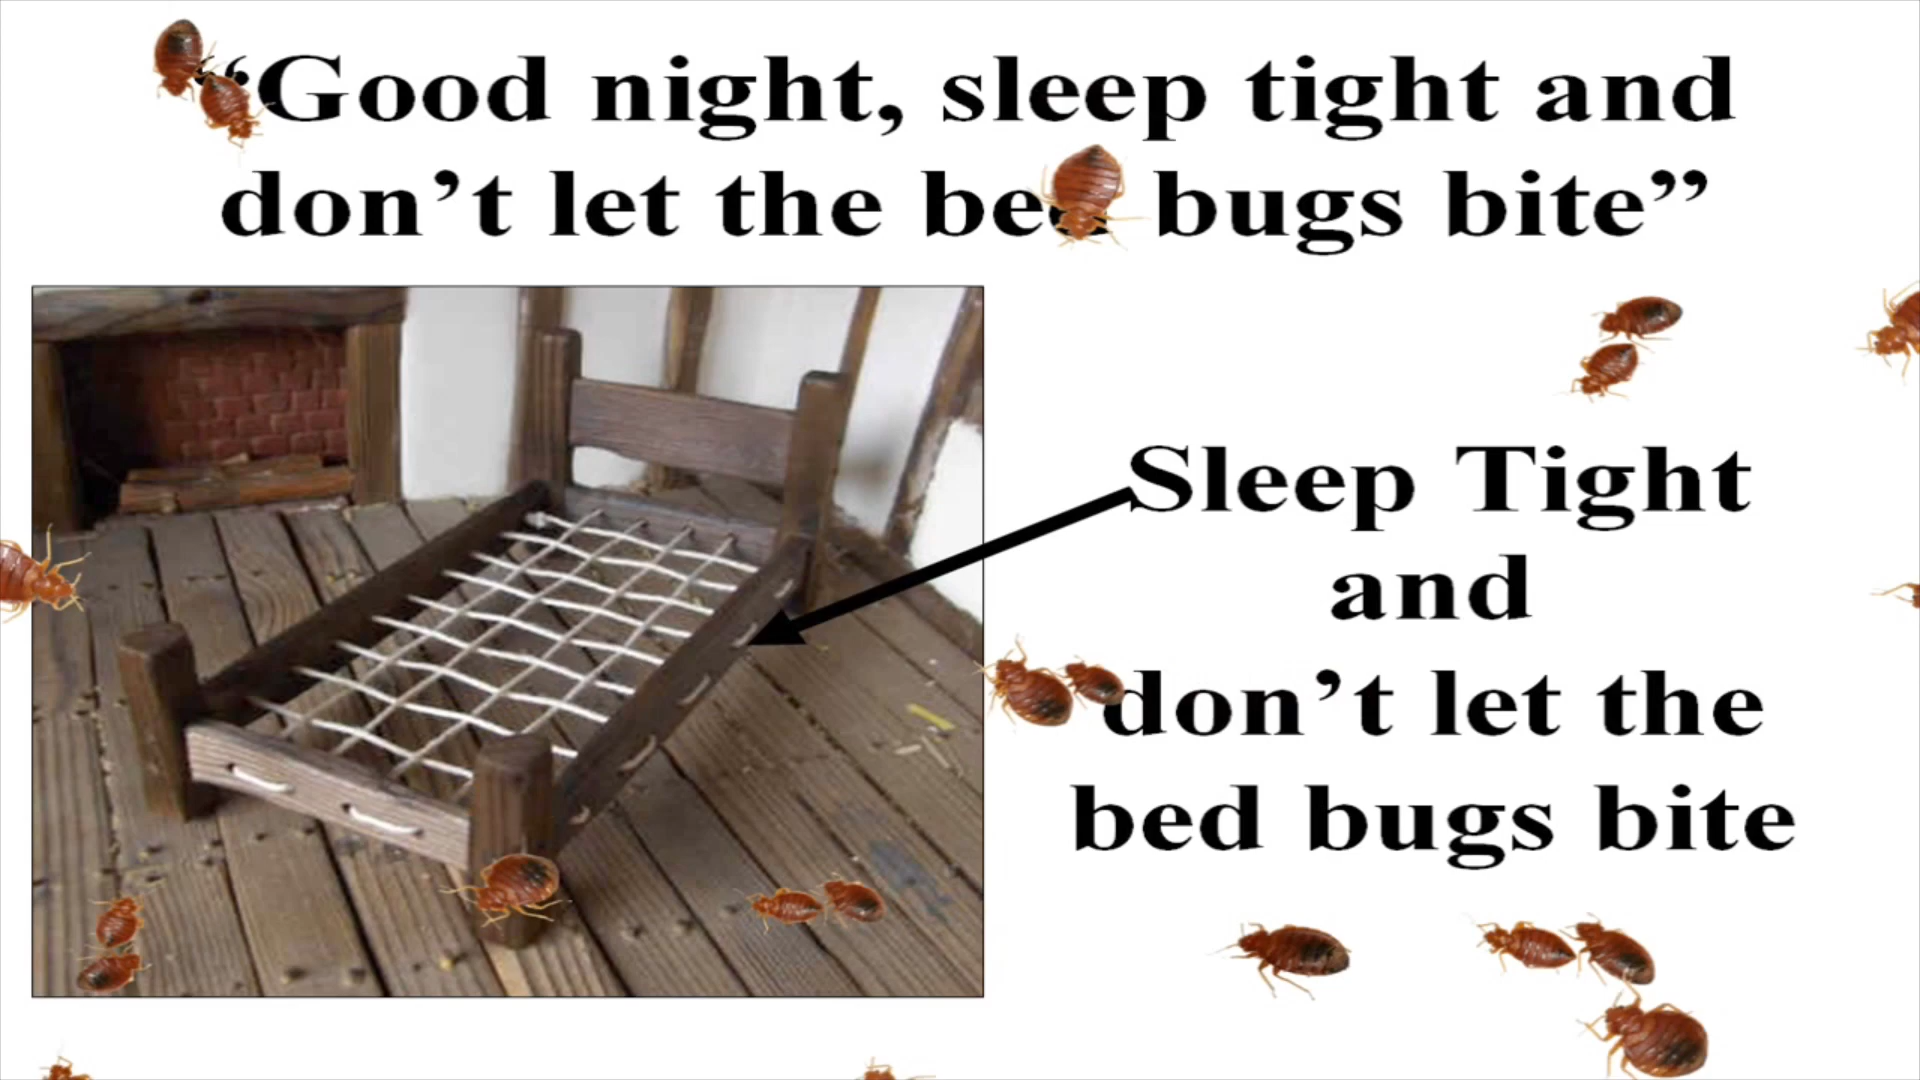 “Good night, sleep tight and
don’t let the bed bugs bite”
Sleep Tight
and
don’t let the
bed bugs bite